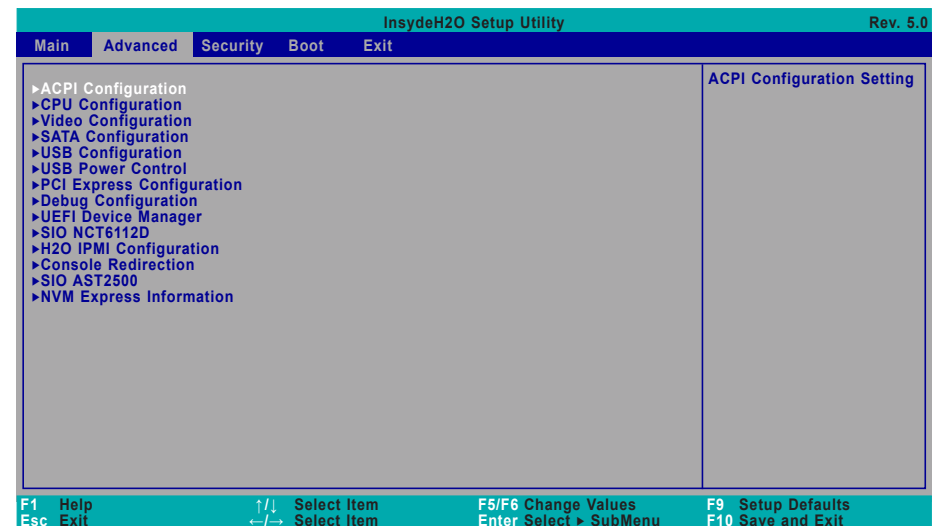 InsydeH2O Setup Utility Rev. 5.0
Main Advanced Security Boot Exit
▸ACPI Configuration
▸CPU Configuration
▸Video Configuration
▸SATA Configuration
▸USB Configuration
▸USB Power Control
▸PCI Express Configuration
▸Debug Configuration
▸UEFI Device Manager
▸SIO NCT6112D
▸H2O IPMI Configuration
▸Console Redirection
▸SIO AST2500
▸NVM Express Information
ACPI Configuration Setting
F1 Help ↑/↓ Select Item F5/F6 Change Values F9 Setup Defaults
Esc Exit ←/→ Select Item Enter Select ▸ SubMenu F10 Save and Exit